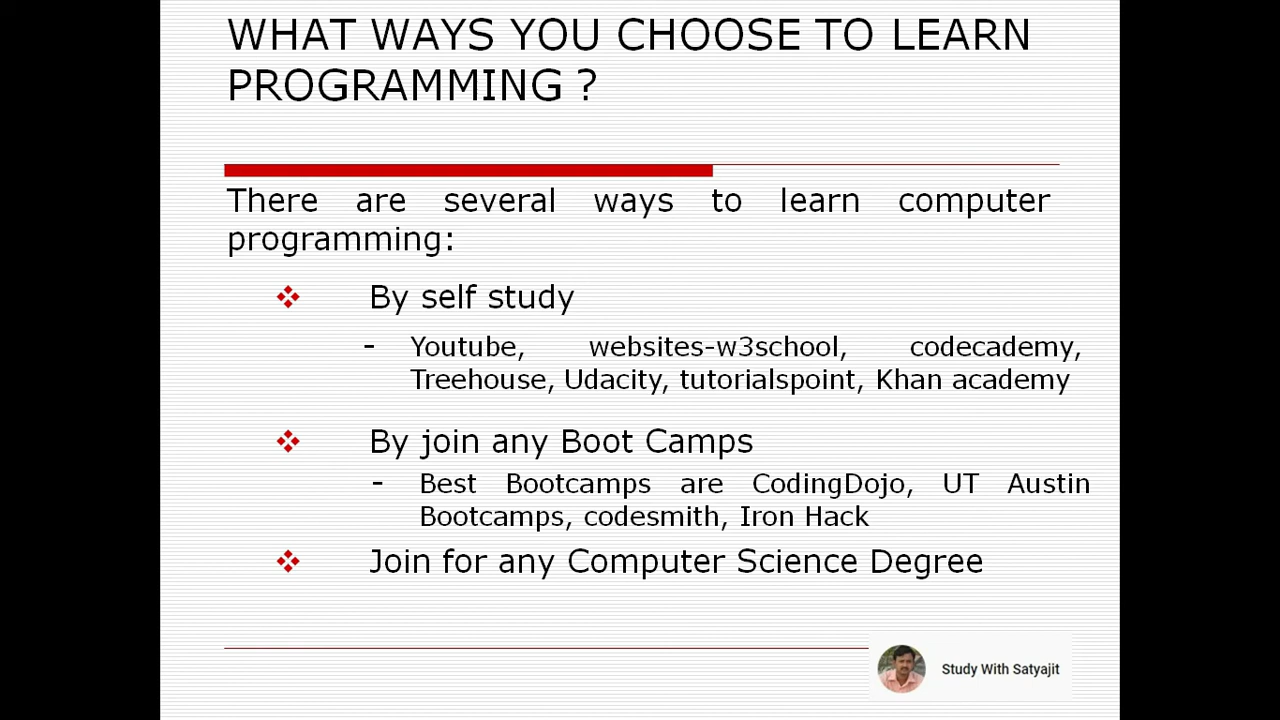 WHAT WAYS YOU CHOOSE TO LEARN
PROGRAMMING ?
There are several ways to learn computer
programming:
By self study
- Youtube, websites-w3school, codecademy,
Treehouse, Udacity, tutorialspoint, Khan academy
By join any Boot Camps
- Best Bootcamps are CodingDojo, UT Austin
Bootcamps, codesmith, Iron Hack
Join for any Computer Science Degree
Study With Satyajit